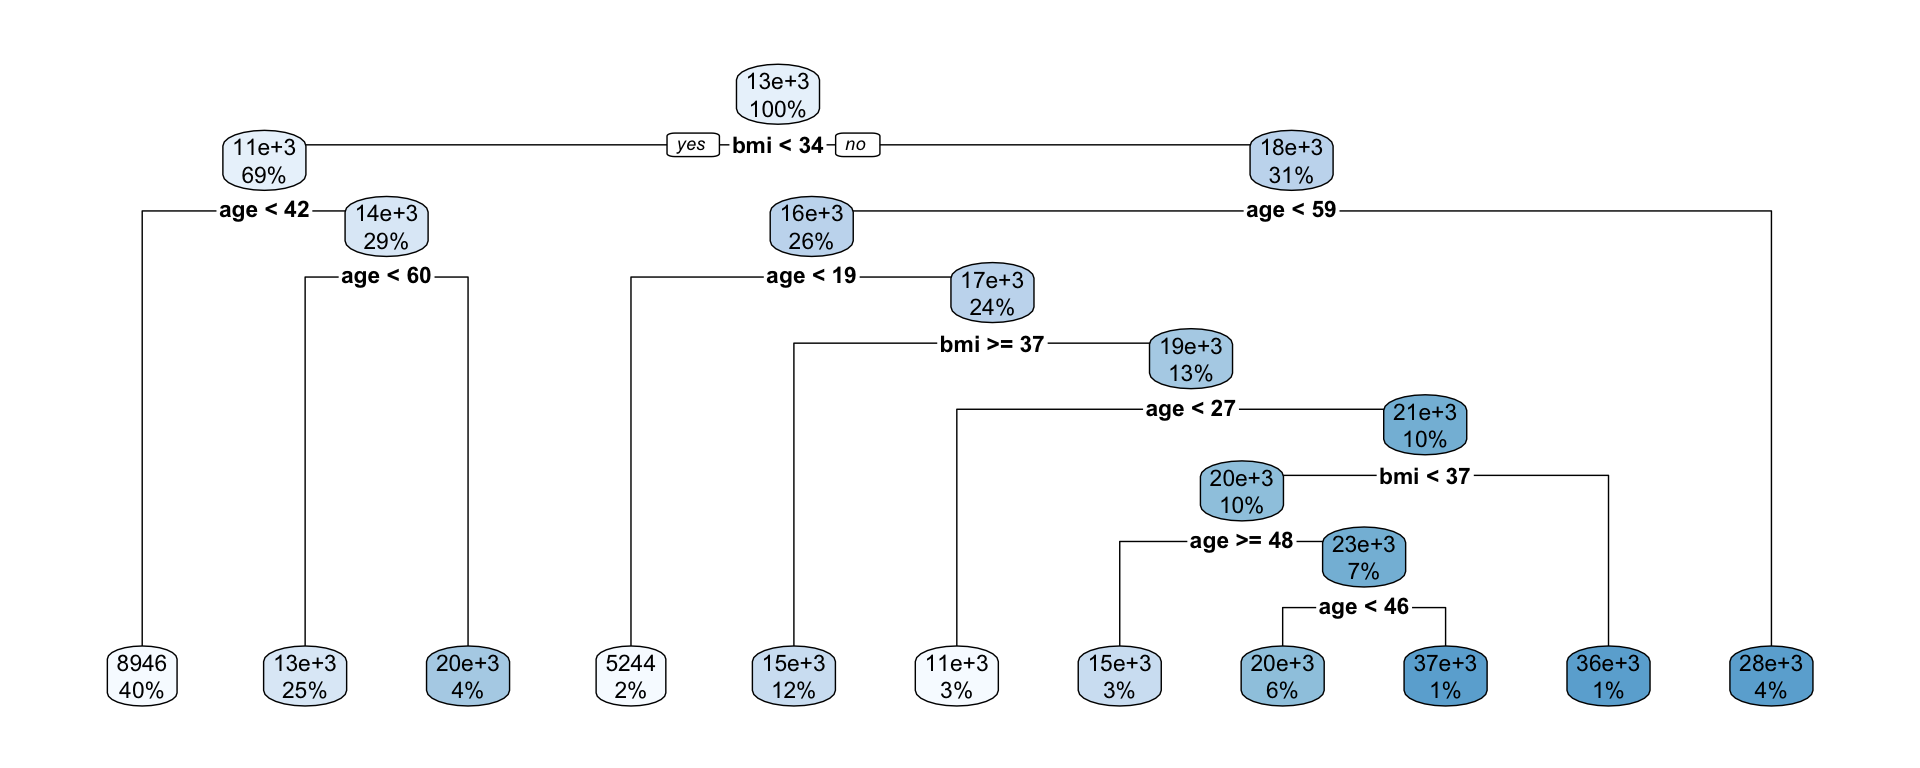 13e+3
100%
yes bmi < 34 no
11e+3
69%
18e+3
31%
age < 42
age < 59
14e+3
29%
16e+3
26%
age < 60
age < 19
17e+3
24%
bmi >= 37
19e+3
13%
age < 27
21e+3
10%
bmi < 37
20e+3
10%
age >= 48
23e+3
7%
age < 46
8946
40%
13e+3
25%
20e+3
4%
5244
2%
15e+3
12%
11e+3
3%
15e+3
3%
20e+3
6%
37e+3
1%
36e+3
1%
28e+3
4%